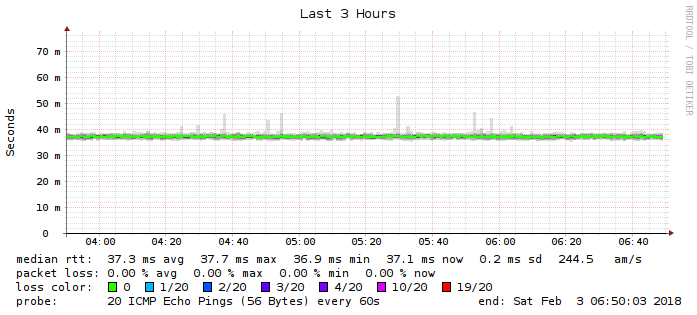 Last 3 Hours
RRDTOOL / TOBI OETIKER
Seconds
70 m
60 m
50 m
40 m
30 m
20 m
10 m
0
04:00 04:20 04:40 05:00 05:20 05:40 06:00 06:20 06:40
median rtt: 37.3 ms avg 37.7 ms max 36.9 ms min 37.1 ms now 0.2 ms sd 244.5 am/s
packet loss: 0.00 % avg 0.00 % max 0.00 % min 0.00 % now
loss color: 0 1/20 2/20 3/20 4/20 10/20 19/20
probe: 20 ICMP Echo Pings (56 Bytes) every 60s end: Sat Feb 3 06:50:03 2018